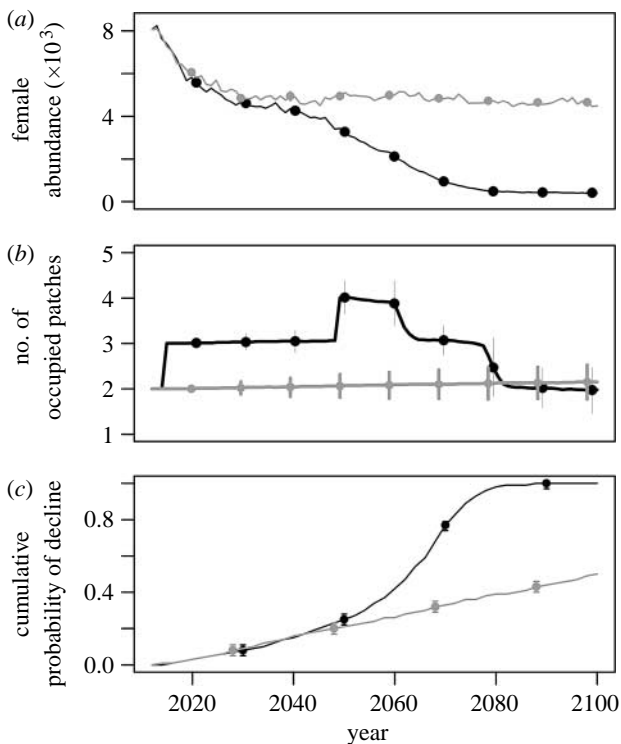 (a)
8
4
0
female
abundance (×10³)
(b)
5
4
3
2
1
no. of
occupied patches
(c)
0.8
0.4
0.0
cumulative
probability of decline
2020 2040 2060 2080 2100
year